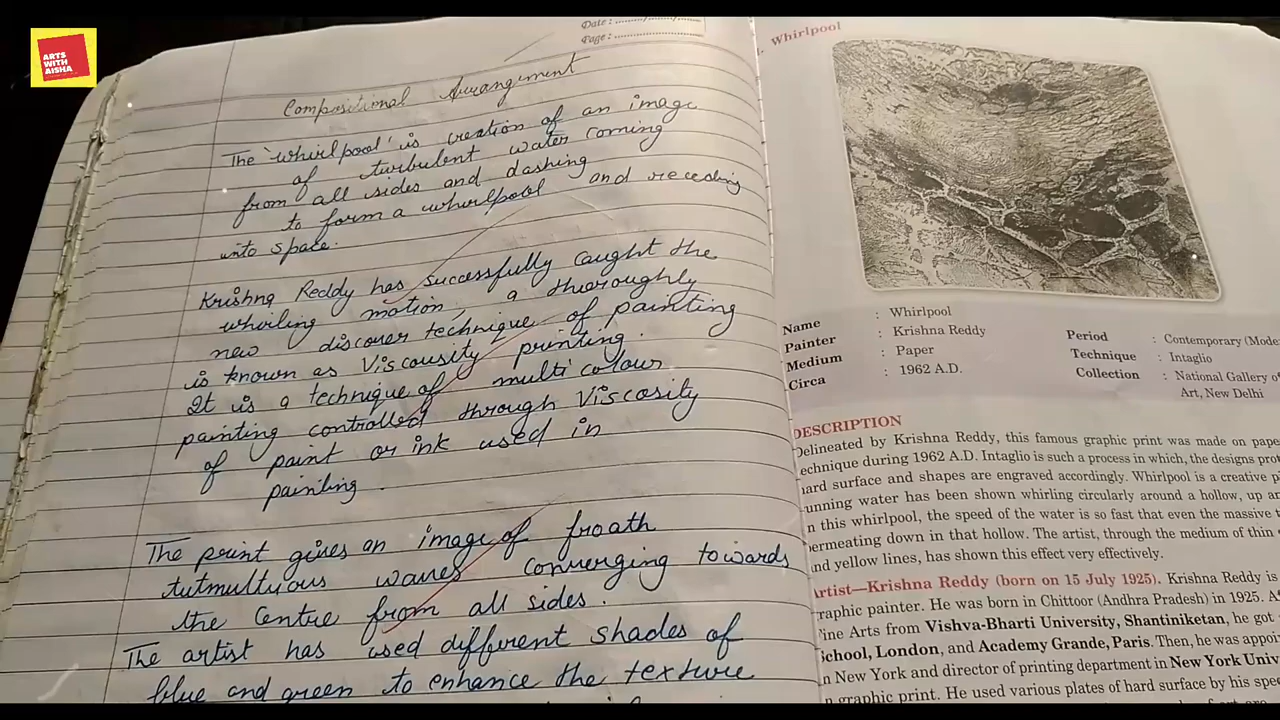 ARTS
WITH
AISHA
Date : ......../......../........
Page : ........................
Compositional Arrangement
The 'whirlpool' is creation of an image
of turbulent water coming
from all sides and dashing
to form a whirlpool and receding
into space.
Krishna Reddy has successfully caught the
whirling motion, a thoroughly
new discover technique of painting
is known as Viscousity printing.
It is a technique of multi colour
painting controlled through Viscosity
of paint or ink used in
painting.
The print gives an image of froath
tutmultuous waves converging towards
the centre from all sides.
The artist has used different shades of
blue and green to enhance the texture
Whirlpool
Name : Whirlpool
Painter : Krishna Reddy
Medium : Paper
Circa : 1962 A.D.
Period : Contemporary (Mode
Technique : Intaglio
Collection : National Gallery of
Art, New Delhi
DESCRIPTION
Delineated by Krishna Reddy, this famous graphic print was made on pape
echnique during 1962 A.D. Intaglio is such a process in which, the designs pro
hard surface and shapes are engraved accordingly. Whirlpool is a creative p
unning water has been shown whirling circularly around a hollow, up a
n this whirlpool, the speed of the water is so fast that even the massive
permeating down in that hollow. The artist, through the medium of thin
and yellow lines, has shown this effect very effectively.
Artist—Krishna Reddy (born on 15 July 1925). Krishna Reddy is
raphic painter. He was born in Chittoor (Andhra Pradesh) in 1925. A
Fine Arts from Vishva-Bharti University, Shantiniketan, he got
School, London, and Academy Grande, Paris. Then, he was appoi
n New York and director of printing department in New York Univ
n graphic print. He used various plates of hard surface by his spe